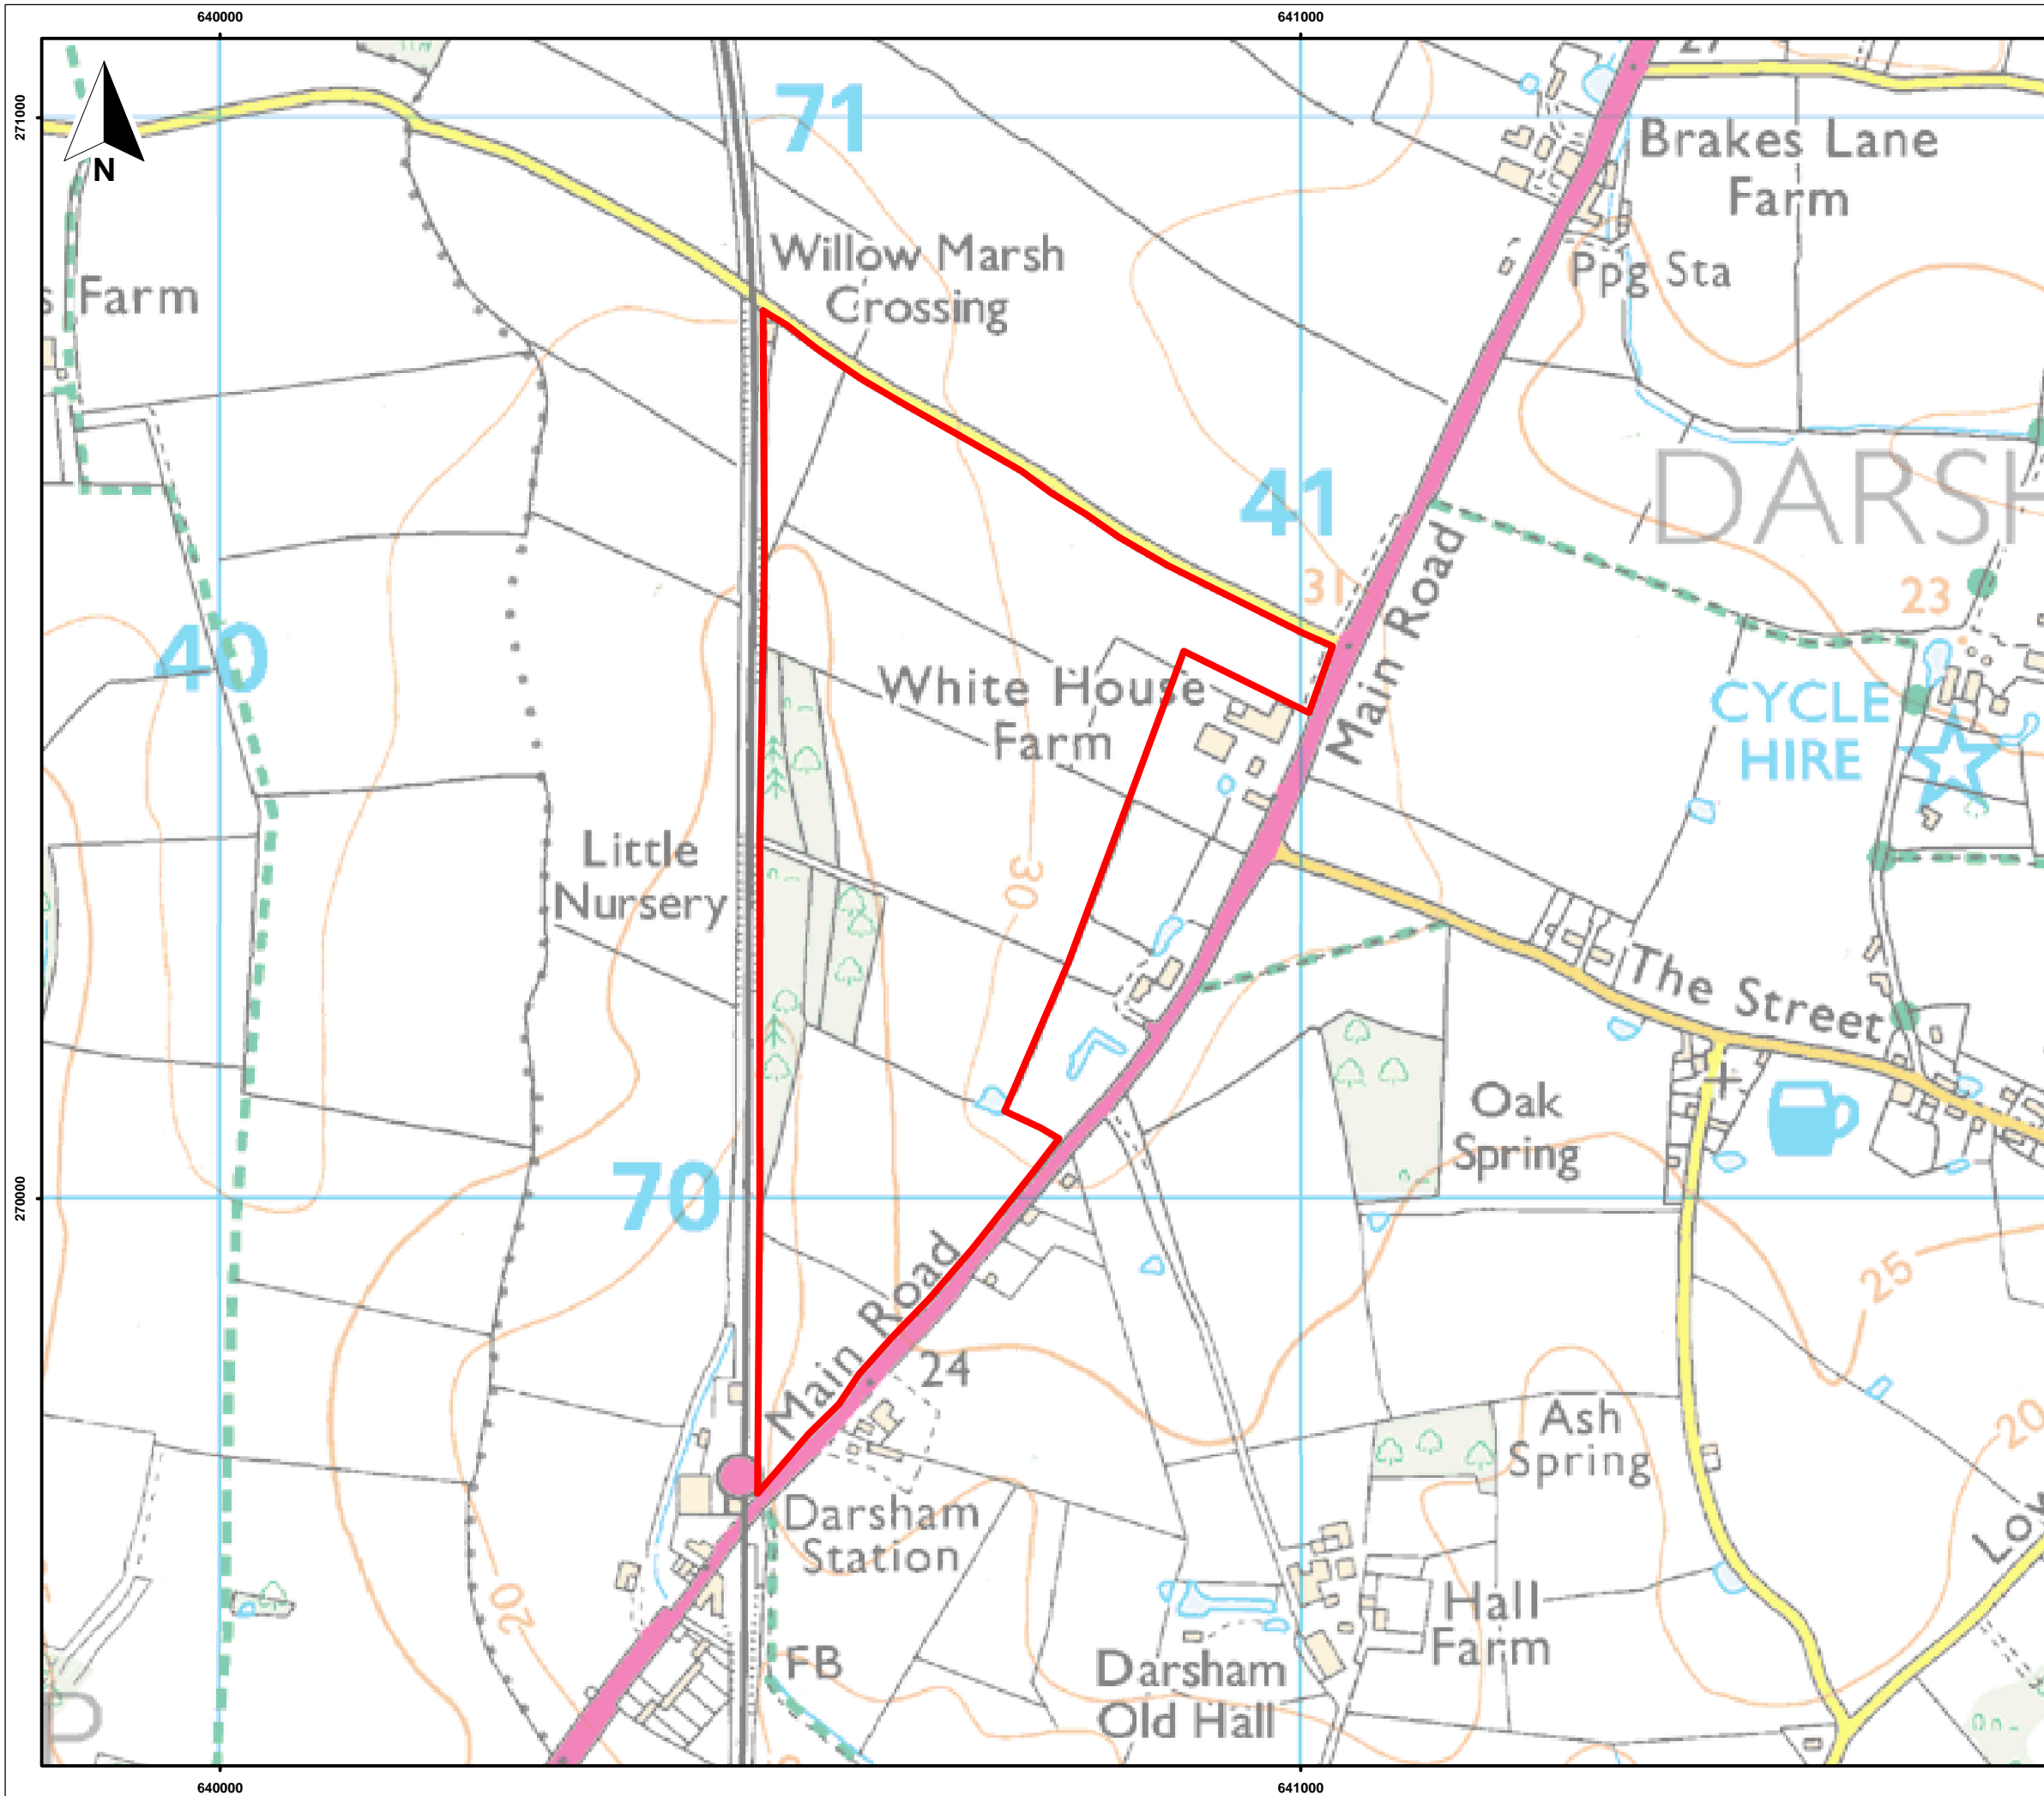 640000
641000
271000
N
71
27
Brakes Lane
Farm
Ppg Sta
Willow Marsh
Crossing
s Farm
41
DARSH
31
Main Road
23
40
White House
Farm
CYCLE
HIRE
Little
Nursery
30
The Street
Oak
Spring
270000
70
Main Road
24
25
20
Ash
Spring
Darsham
Station
20
FB
Hall
Farm
Darsham
Old Hall
P
640000
641000